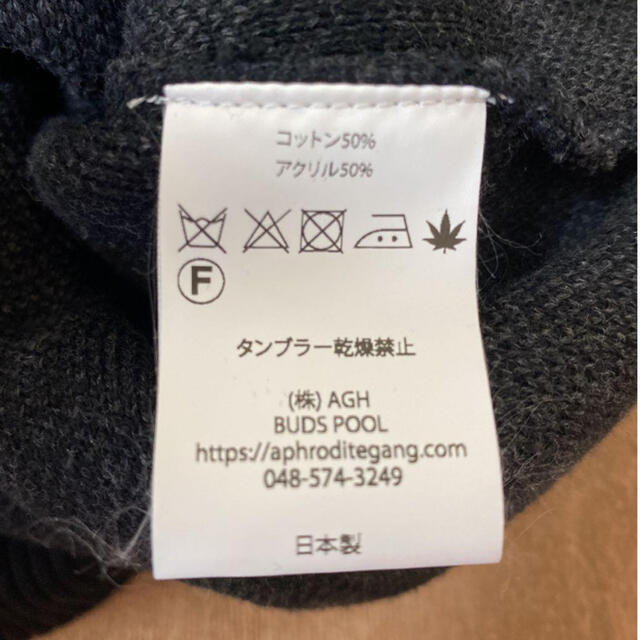 コットン50%
アクリル50%
F
タンブラー乾燥禁止
(株) AGH
BUDS POOL
https://aphroditegang.com/
048-574-3249
日本製